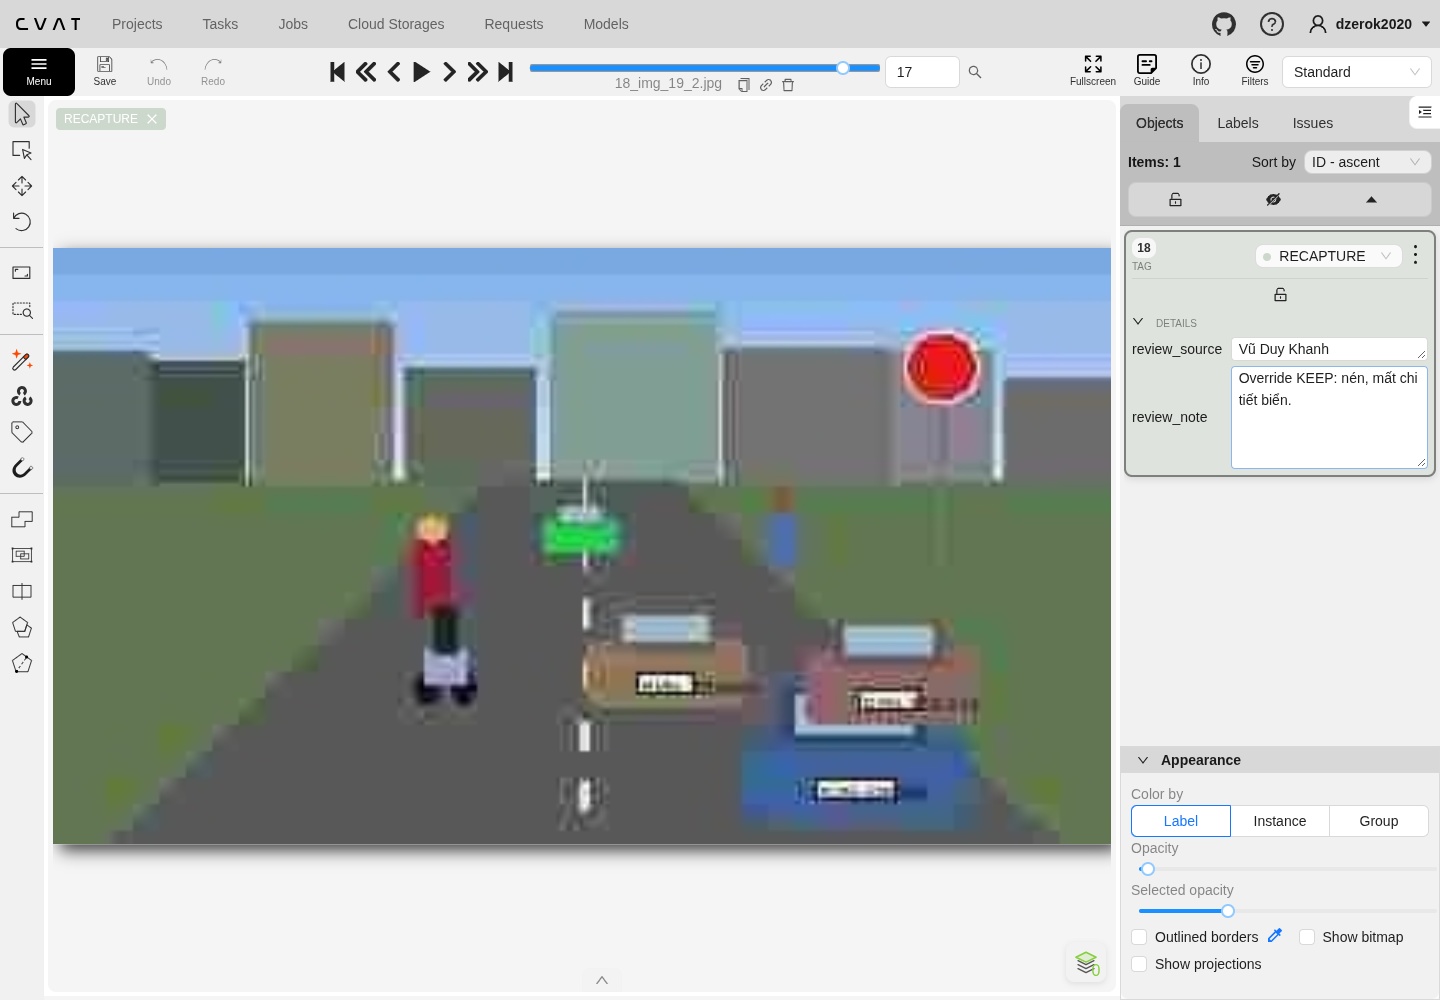 CVAT
Projects
Tasks
Jobs
Cloud Storages
Requests
Models
dzerok2020
Menu
Save
Undo
Redo
18_img_19_2.jpg
17
Fullscreen
Guide
Info
Filters
Standard
RECAPTURE
Objects
Labels
Issues
Items: 1
Sort by
ID - ascent
18
TAG
RECAPTURE
DETAILS
review_source
Vũ Duy Khanh
review_note
Override KEEP: nén, mất chi
tiết biển.
Appearance
Color by
Label
Instance
Group
Opacity
Selected opacity
Outlined borders
Show bitmap
Show projections
0